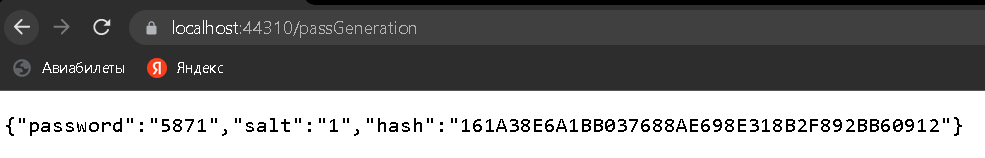 localhost:44310/passGeneration
Авиабилеты Яндекс
{"password":"5871","salt":"1","hash":"161A38E6A1BB037688AE698E318B2F892BB60912"}